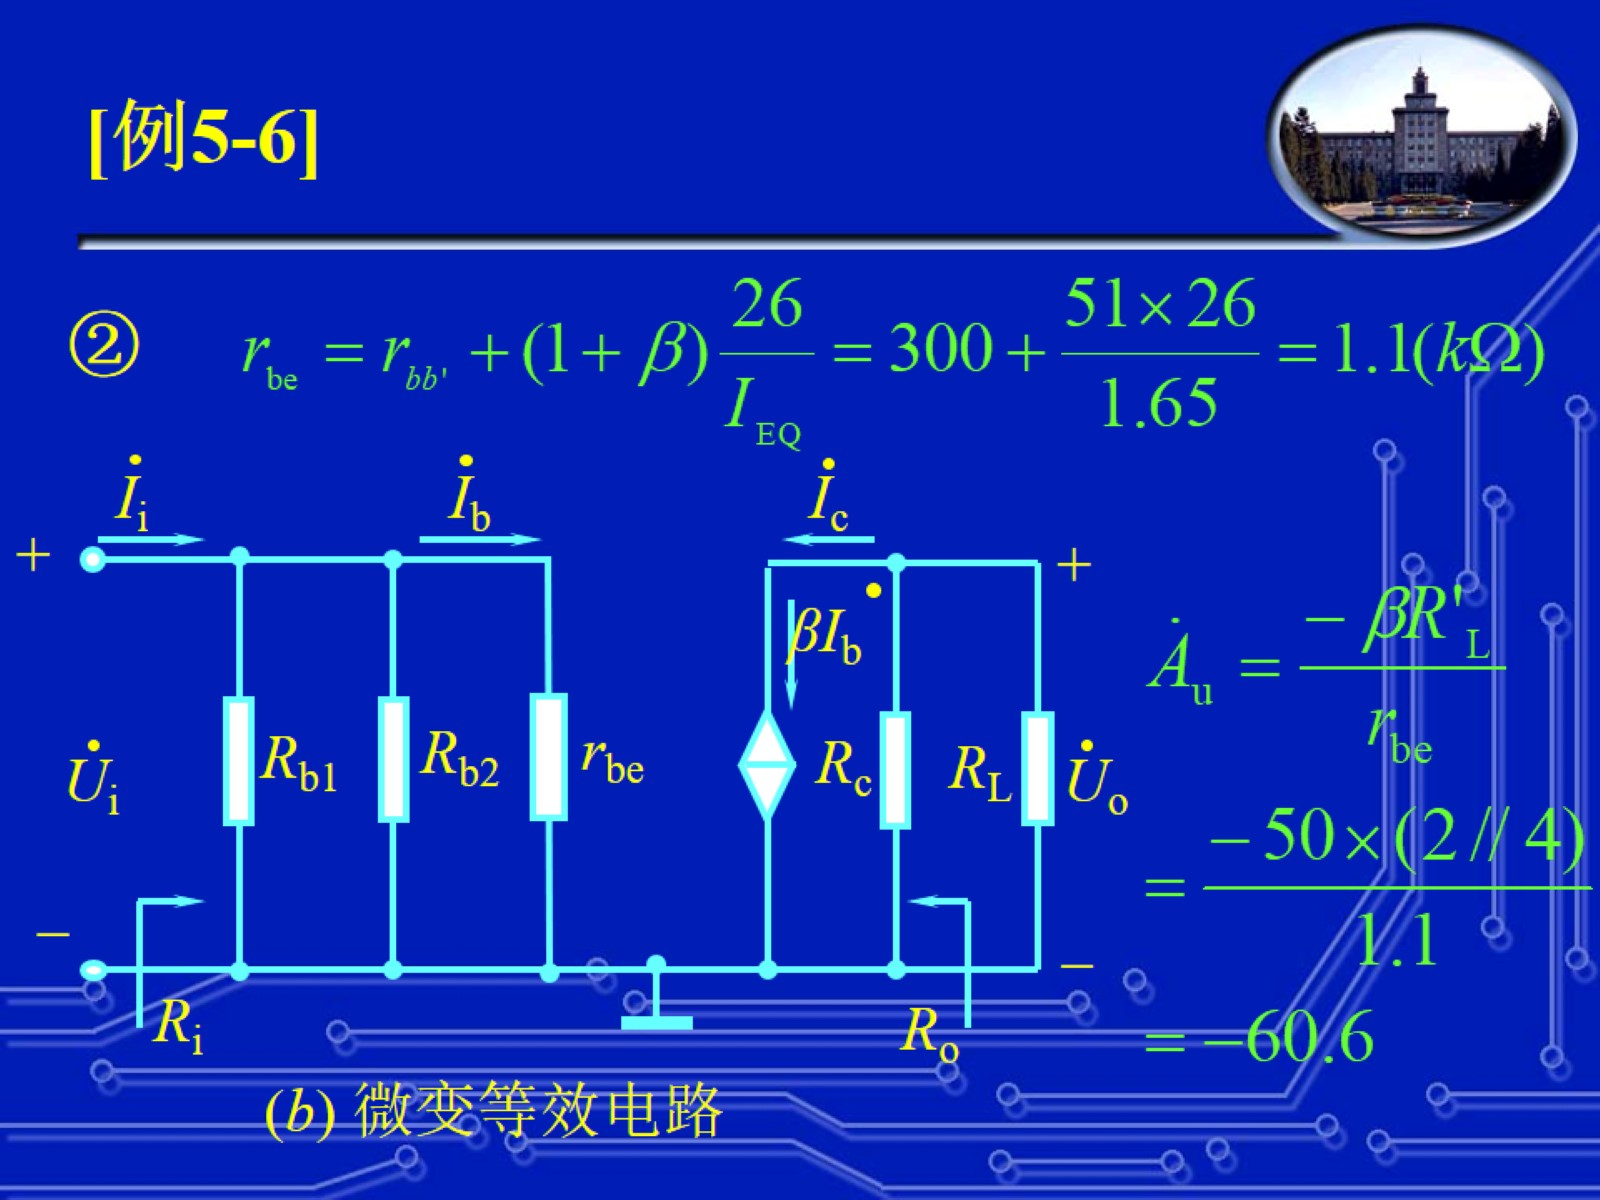 [例5-6]
② r_be = r_bb' + (1 + β) 26 / I_EQ = 300 + 51 × 26 / 1.65 = 1.1(kΩ)
İ_i İ_b İ_c
+ +
βİ_b
Ȧ_u = −βR'_L / r_be
U̇_i R_b1 R_b2 r_be R_c R_L U̇_o
= −50 × (2 // 4) / 1.1
− −
R_i R_o
= −60.6
(b) 微变等效电路